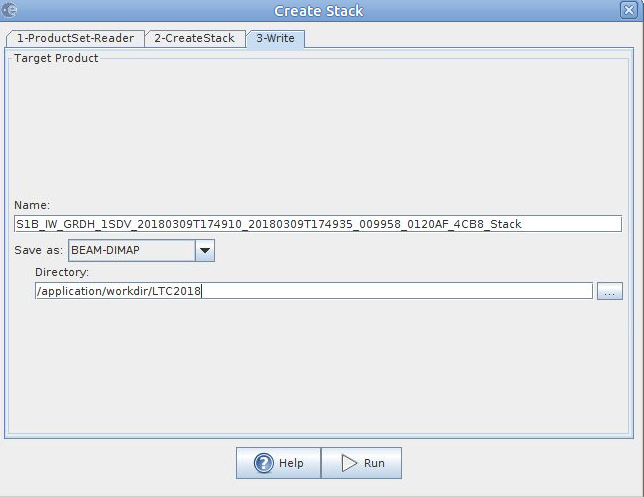 Create Stack
1-ProductSet-Reader 2-CreateStack 3-Write
Target Product
Name:
S1B_IW_GRDH_1SDV_20180309T174910_20180309T174935_009958_0120AF_4CB8_Stack
Save as: BEAM-DIMAP
Directory:
/application/workdir/LTC2018 ...
Help Run